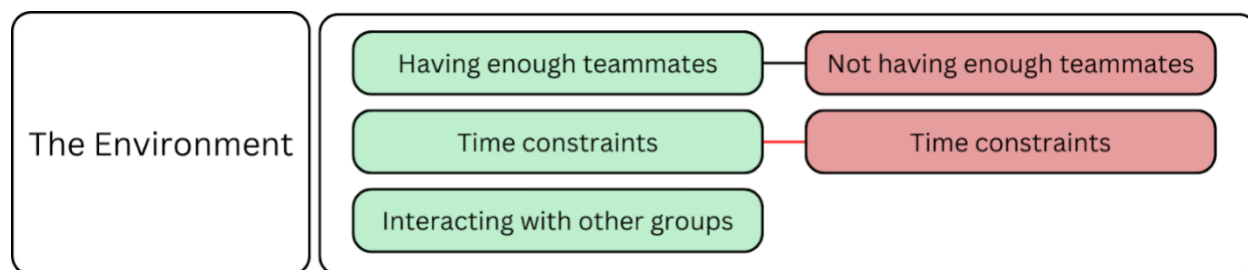 The Environment
Having enough teammates
Not having enough teammates
Time constraints
Time constraints
Interacting with other groups